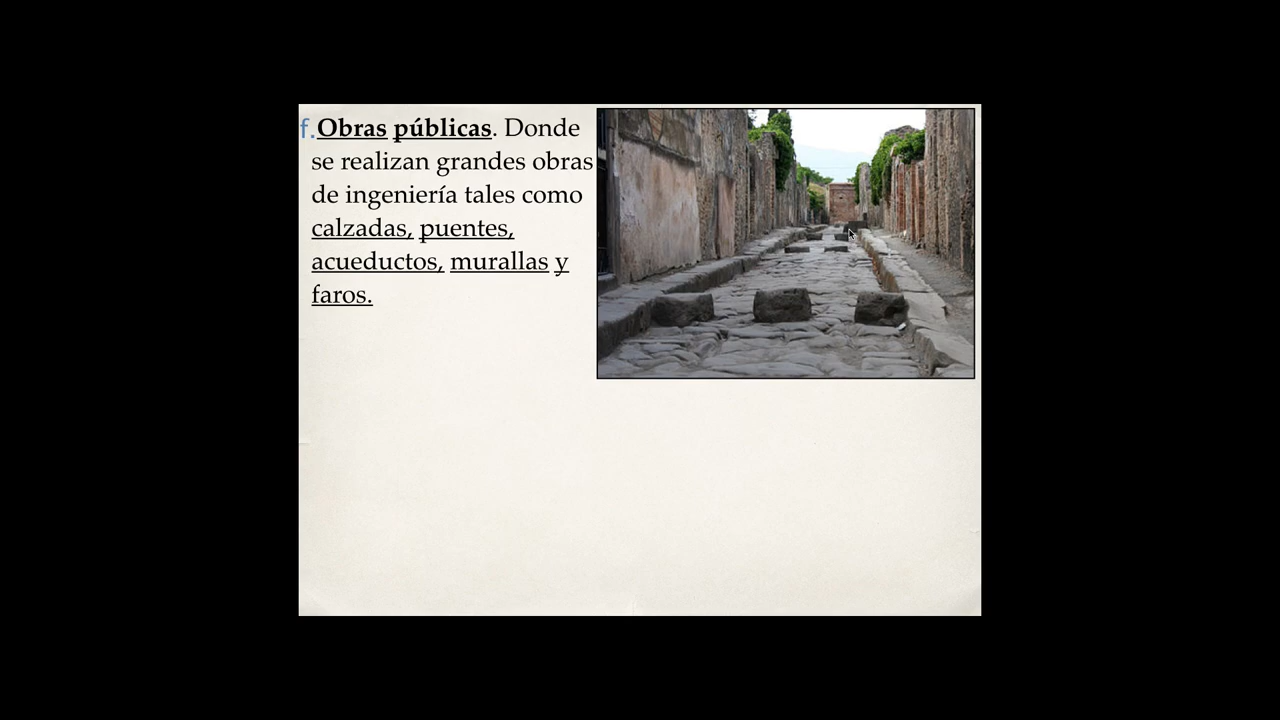 f.Obras públicas. Donde
se realizan grandes obras
de ingeniería tales como
calzadas, puentes,
acueductos, murallas y
faros.